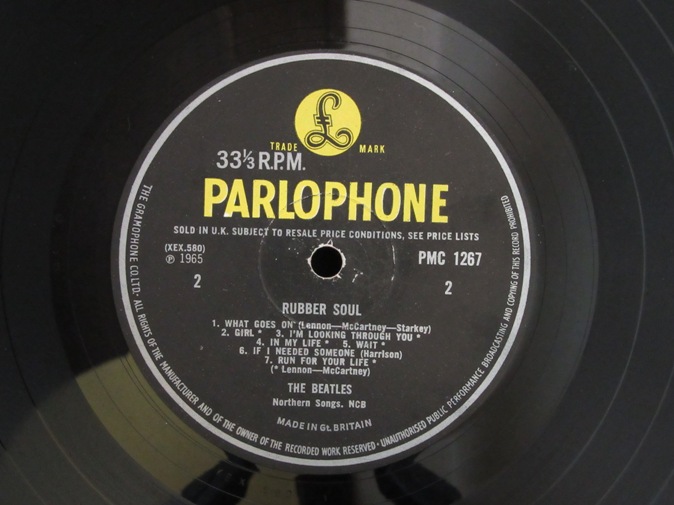 £
TRADE MARK
33⅓ R.P.M.
PARLOPHONE
SOLD IN U.K. SUBJECT TO RESALE PRICE CONDITIONS, SEE PRICE LISTS
(XEX.580)
℗ 1965
PMC 1267
2
2
RUBBER SOUL
1. WHAT GOES ON (Lennon—McCartney—Starkey)
2. GIRL * 3. I'M LOOKING THROUGH YOU *
4. IN MY LIFE * 5. WAIT *
6. IF I NEEDED SOMEONE (Harrison)
7. RUN FOR YOUR LIFE *
(* Lennon—McCartney)
THE BEATLES
Northern Songs. NCB
MADE IN Gt. BRITAIN
THE GRAMOPHONE CO. LTD. · ALL RIGHTS OF THE MANUFACTURER AND OF THE OWNER OF THE RECORDED WORK RESERVED · UNAUTHORISED PUBLIC PERFORMANCE BROADCASTING AND COPYING OF THIS RECORD PROHIBITED